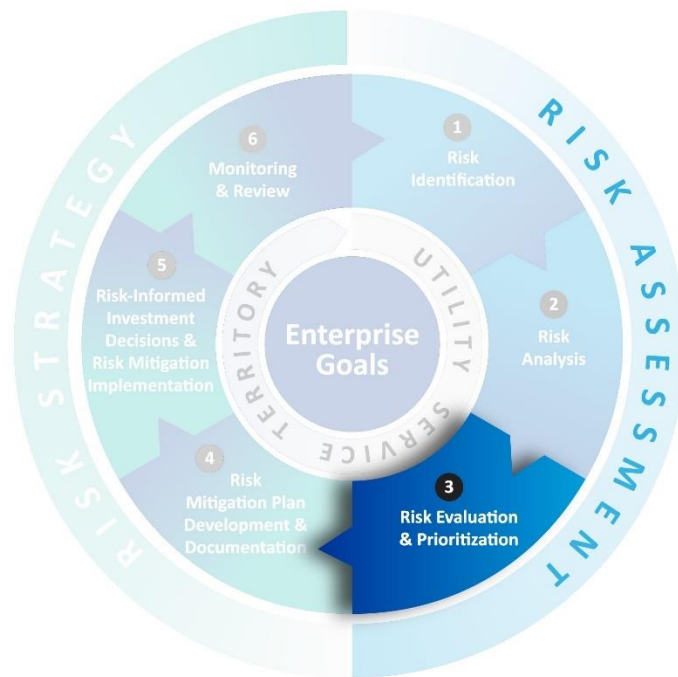 RISK ASSESSMENT
RISK STRATEGY
1
Risk
Identification
2
Risk
Analysis
3
Risk Evaluation
& Prioritization
4
Risk
Mitigation Plan
Development &
Documentation
5
Risk-Informed
Investment
Decisions &
Risk Mitigation
Implementation
6
Monitoring
& Review
UTILITY SERVICE TERRITORY
Enterprise
Goals